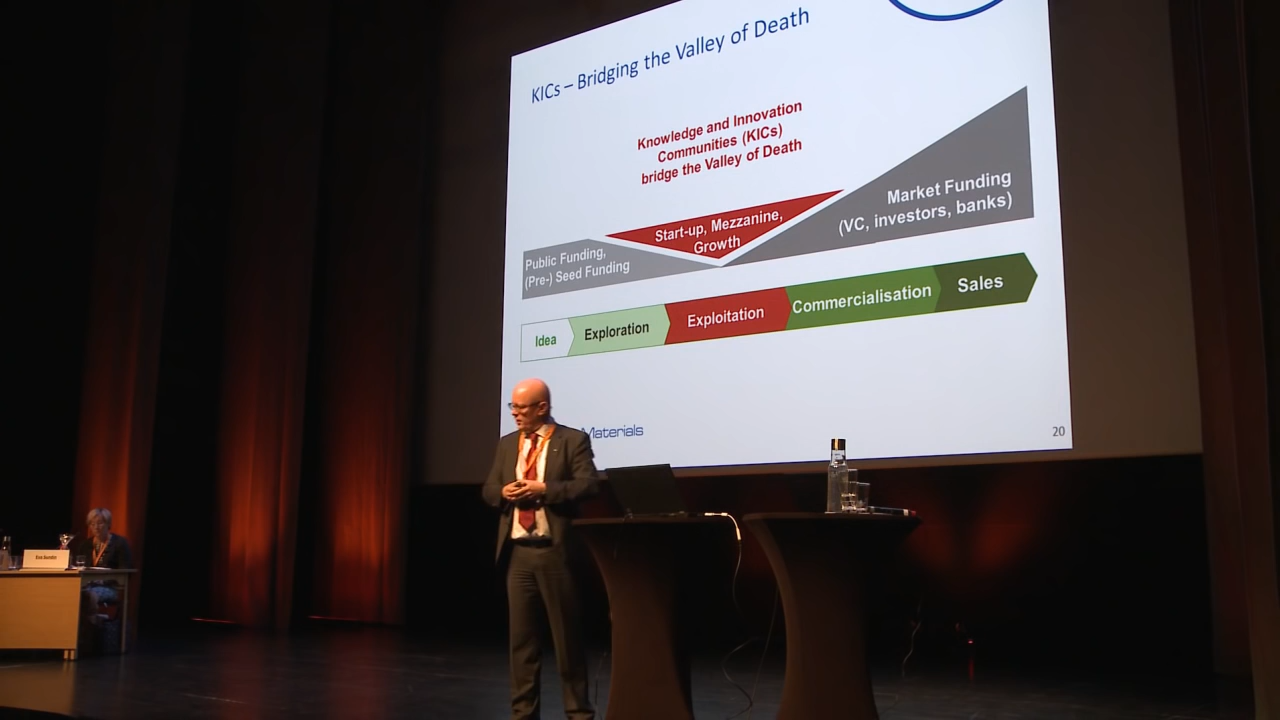 KICs – Bridging the Valley of Death
Knowledge and Innovation
Communities (KICs)
bridge the Valley of Death
Start-up, Mezzanine,
Growth
Market Funding
(VC, investors, banks)
Public Funding,
(Pre-) Seed Funding
Idea
Exploration
Exploitation
Commercialisation
Sales
Materials
20